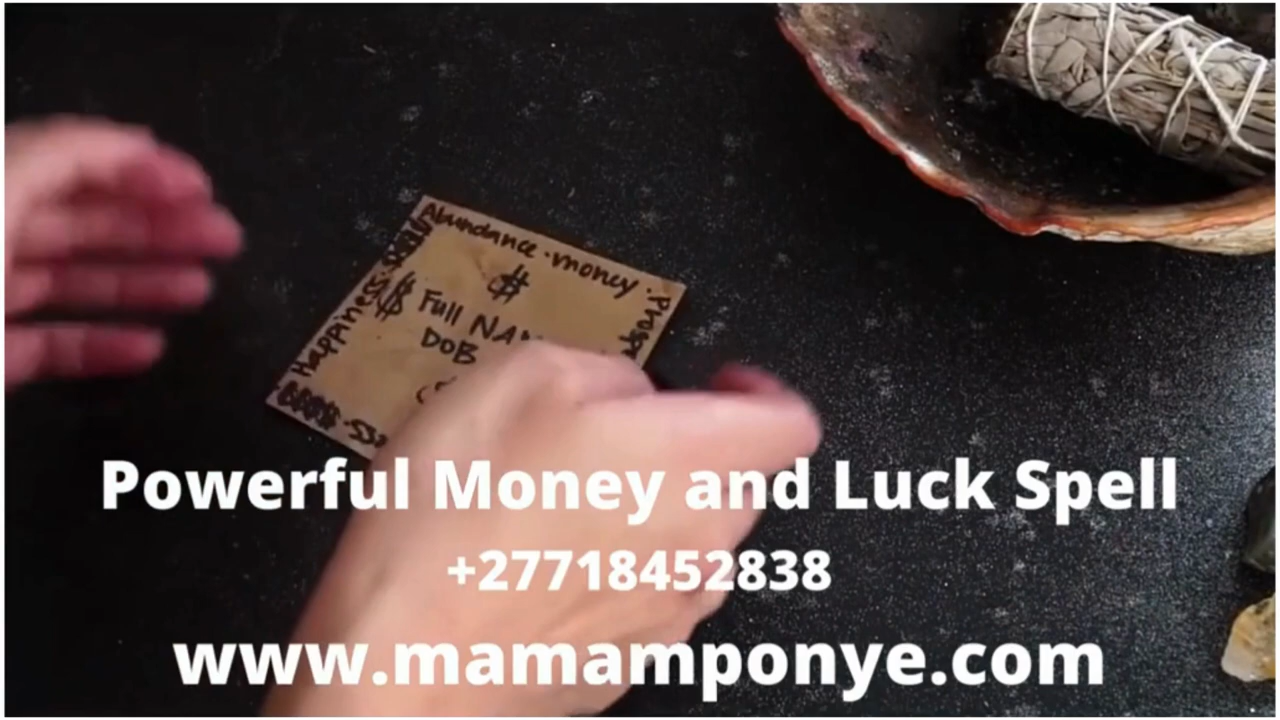 Abundance · money ·
$
$ Full
DOB
Happiness
Powerful Money and Luck Spell
+27718452838
www.mamamponye.com